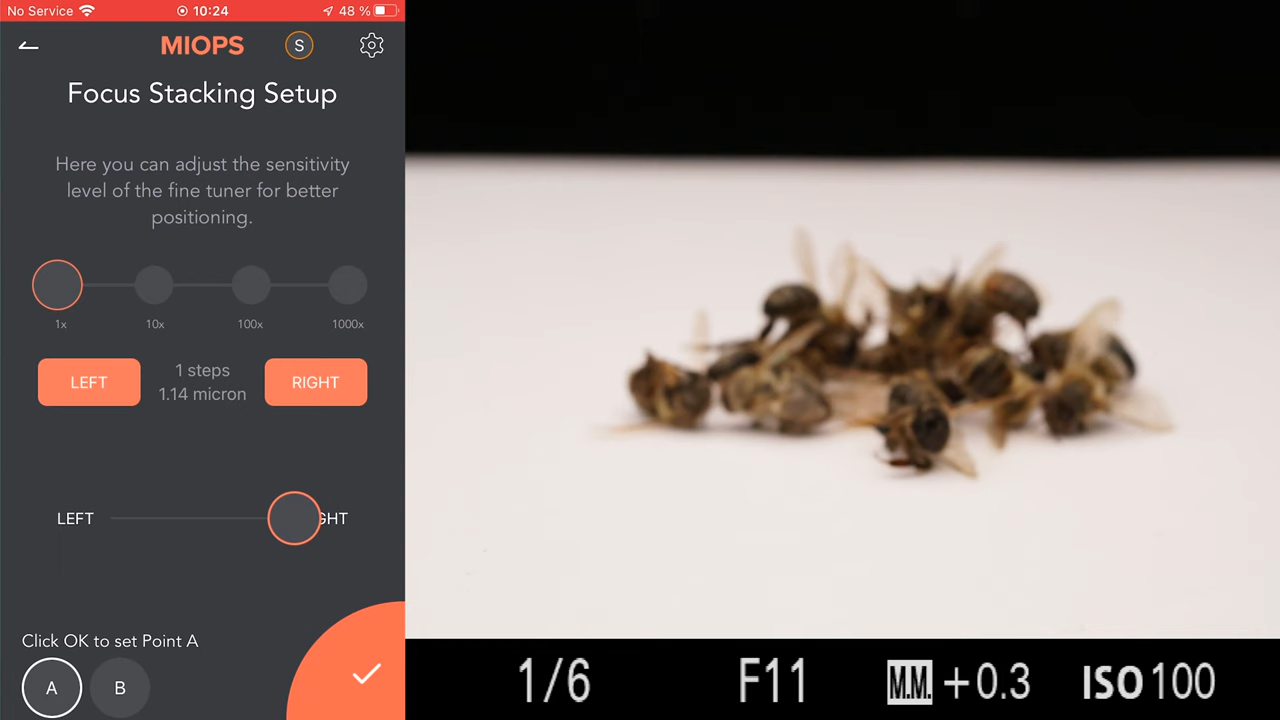 No Service 10:24 48 %
MIOPS S
Focus Stacking Setup
Here you can adjust the sensitivity
level of the fine tuner for better
positioning.
1x 10x 100x 1000x
LEFT
1 steps
1.14 micron
RIGHT
LEFT GHT
Click OK to set Point A
A B
1/6 F11 M.M. +0.3 ISO 100